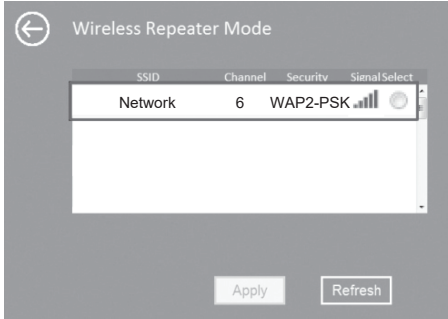 Wireless Repeater Mode
SSID Channel Security Signal Select
Network 6 WAP2-PSK
Apply Refresh